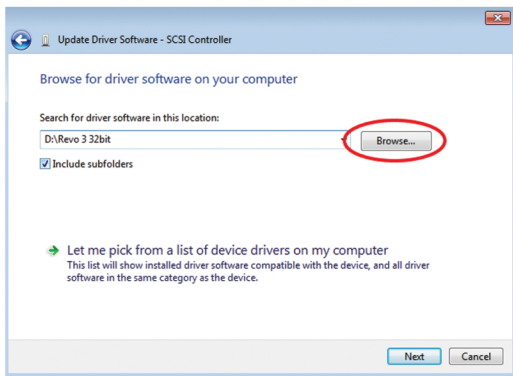 Update Driver Software - SCSI Controller
Browse for driver software on your computer
Search for driver software in this location:
D:\Revo 3 32bit
Browse...
Include subfolders
Let me pick from a list of device drivers on my computer
This list will show installed driver software compatible with the device, and all driver
software in the same category as the device.
Next
Cancel